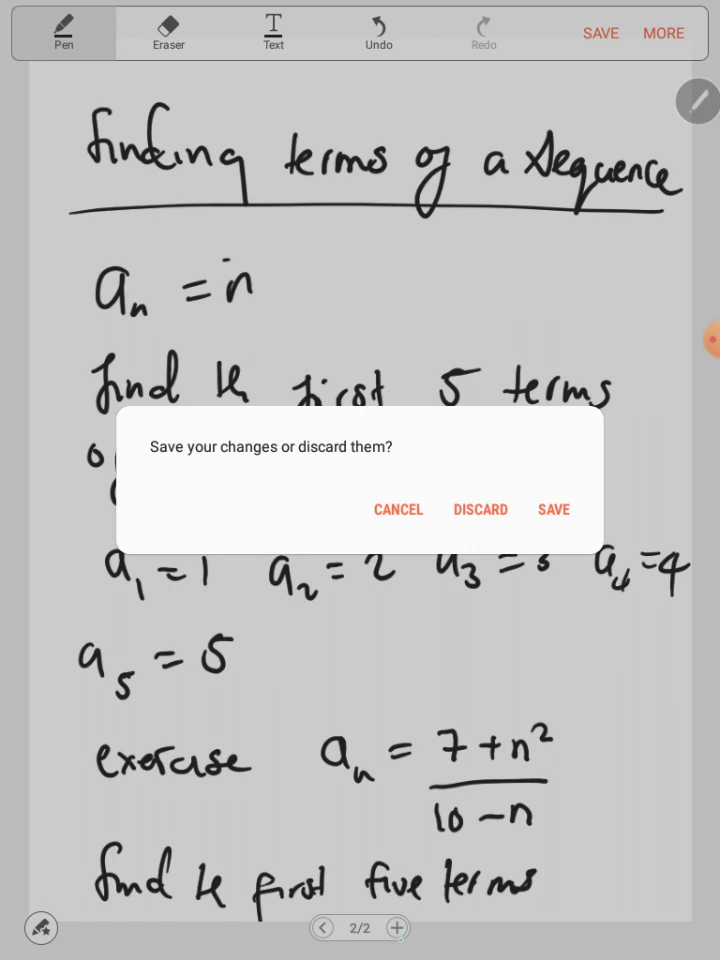 Pen Eraser Text Undo Redo SAVE MORE
finding terms of a sequence
aₙ = n
find the first 5 terms
Save your changes or discard them?
CANCEL DISCARD SAVE
a₁ = 1 a₂ = 2 a₃ = 3 a₄ = 4
a₅ = 5
exercise aₙ = 7 + n²
10 - n
find the first five terms
2/2